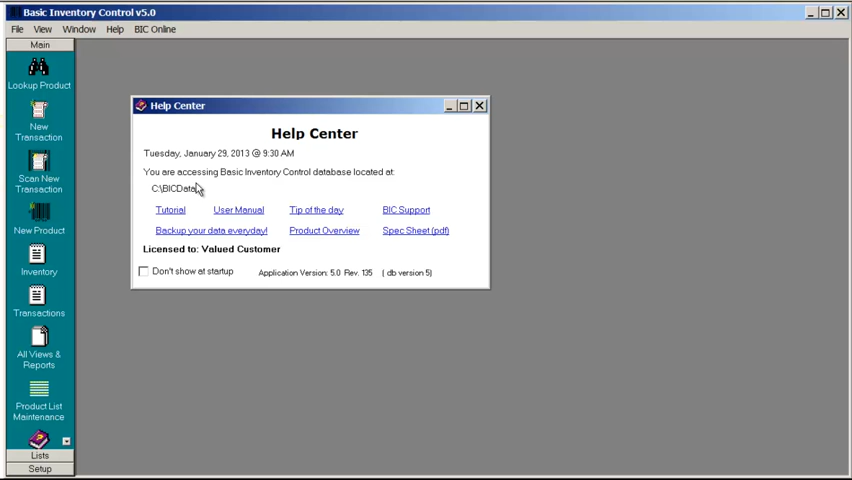 Basic Inventory Control v5.0
File View Window Help BIC Online
Main
Lookup Product
New
Transaction
Scan New
Transaction
New Product
Inventory
Transactions
All Views &
Reports
Product List
Maintenance
Lists
Setup
Help Center
Help Center
Tuesday, January 29, 2013 @ 9:30 AM
You are accessing Basic Inventory Control database located at:
C:\BICData
Tutorial User Manual Tip of the day BIC Support
Backup your data everyday! Product Overview Spec Sheet (pdf)
Licensed to: Valued Customer
Don't show at startup Application Version: 5.0 Rev. 135 ( db version 5)